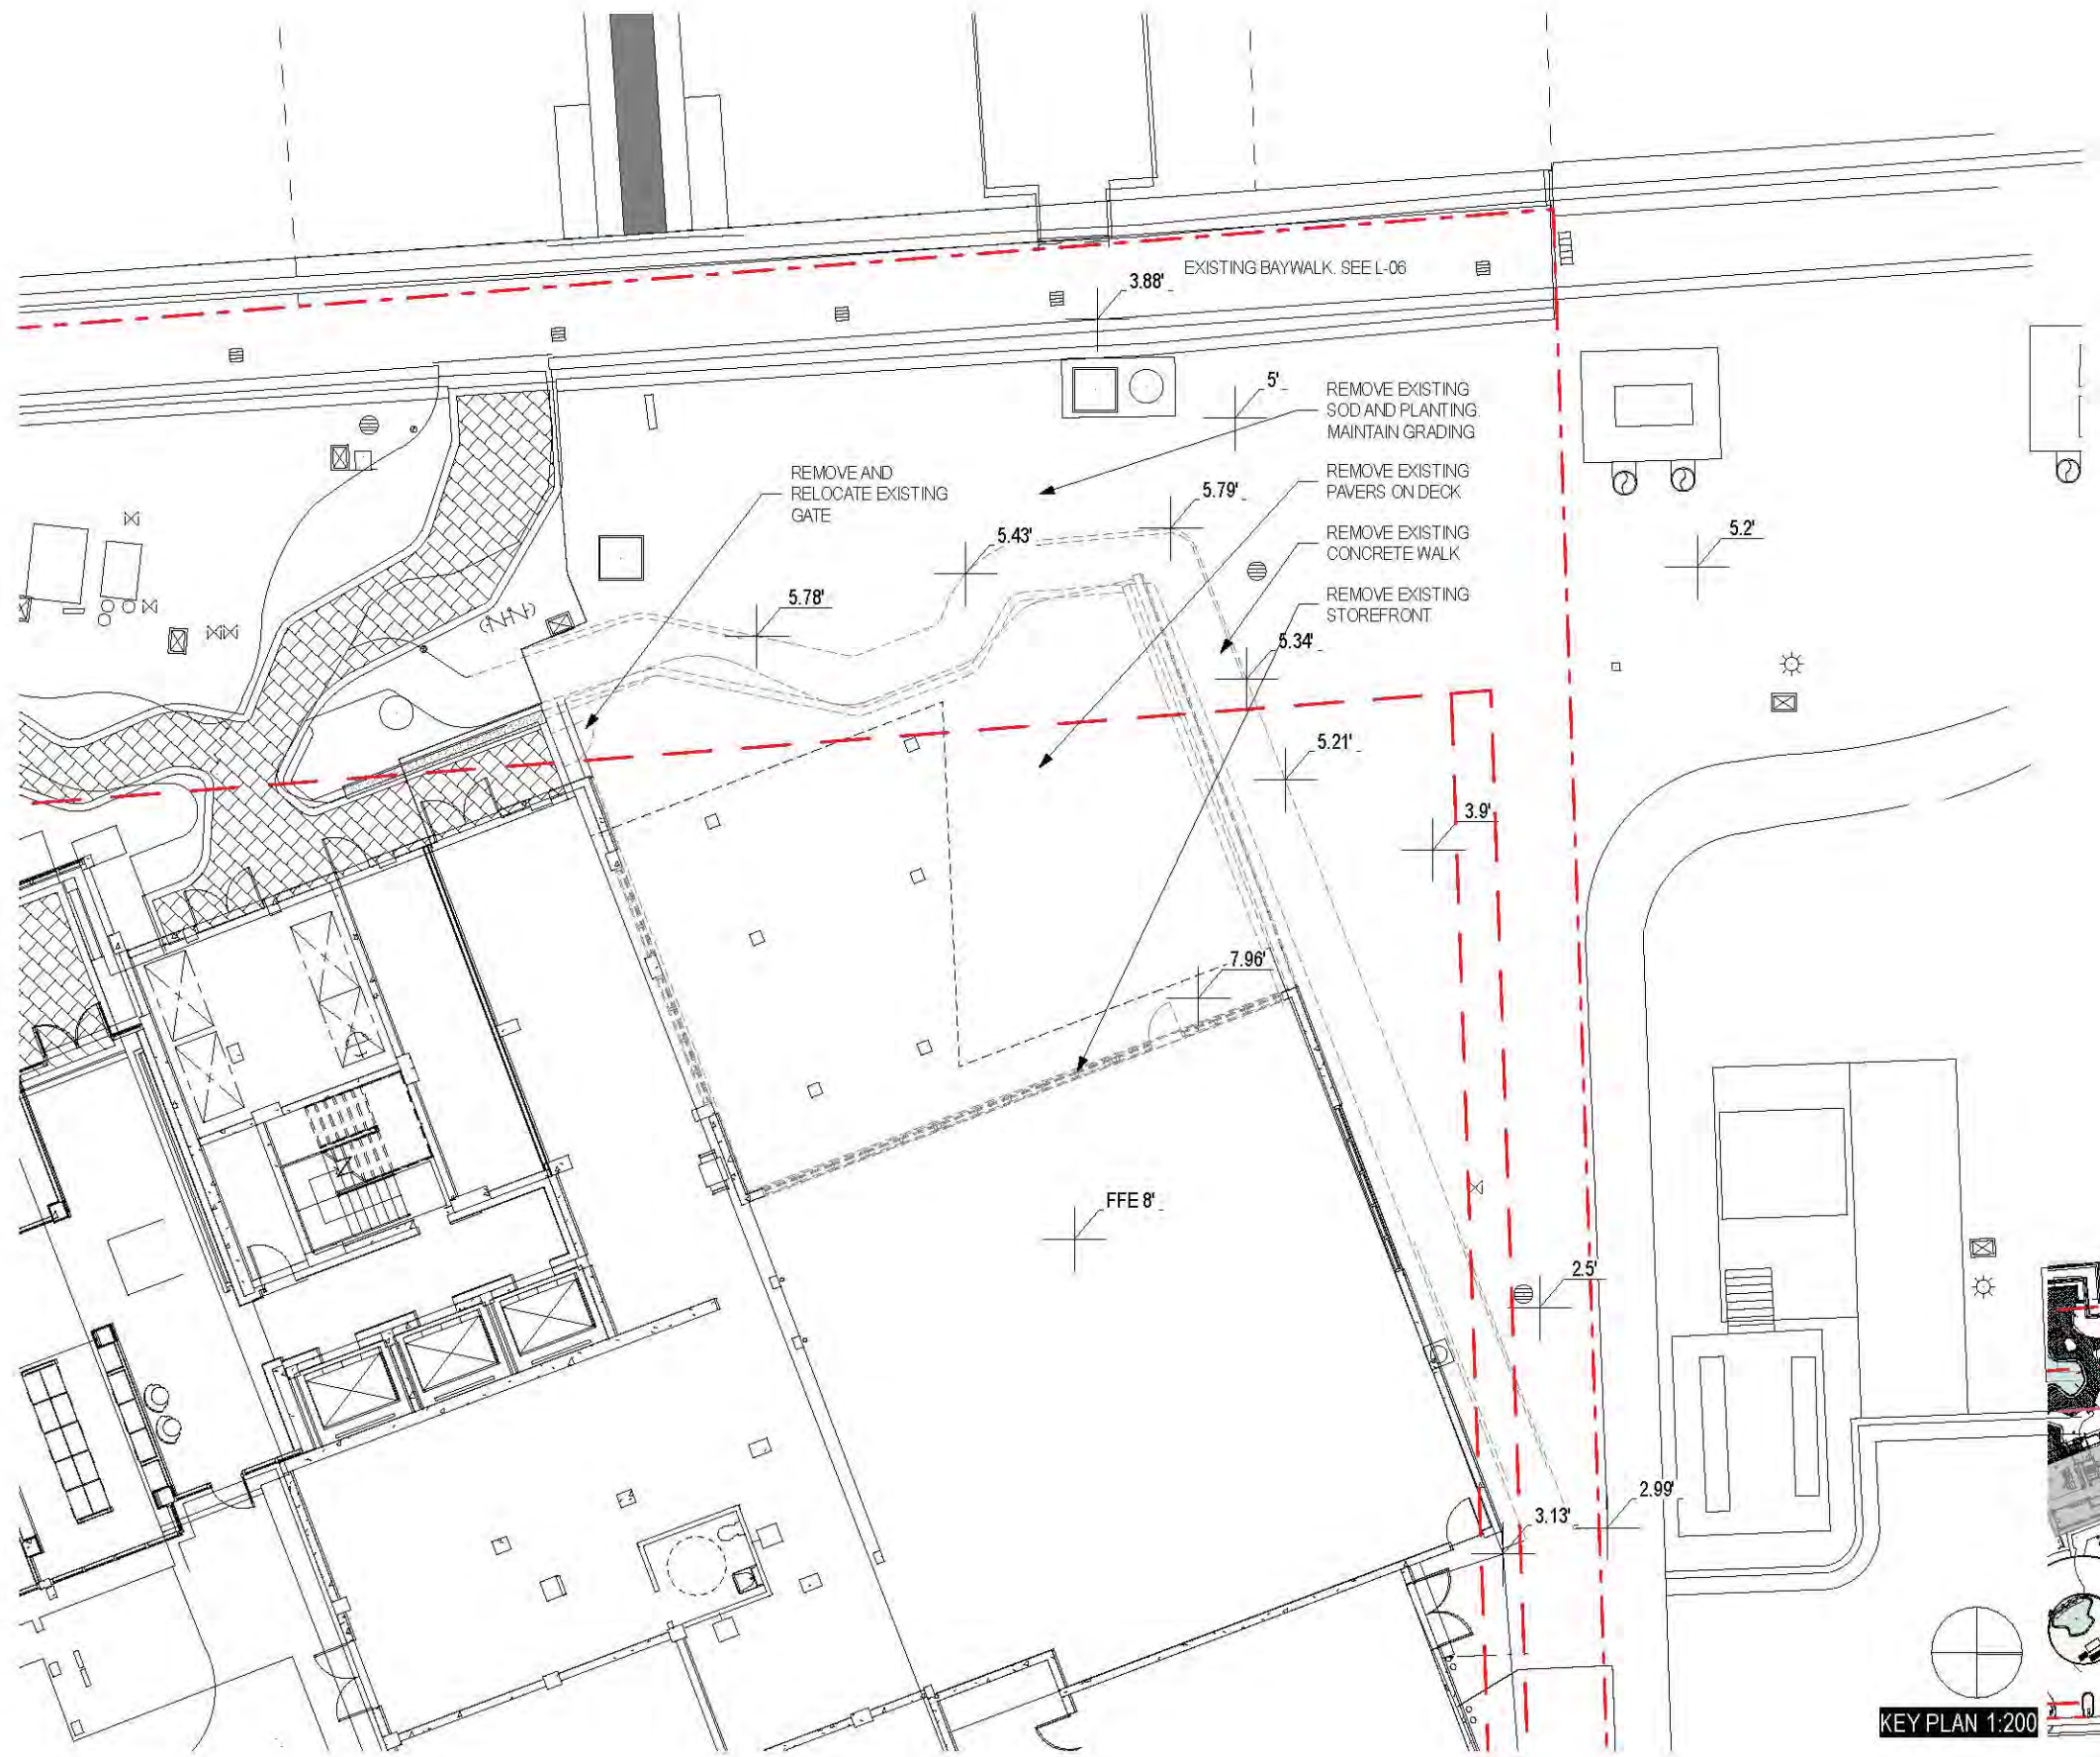 EXISTING BAYWALK. SEE L-06
3.88'
5'
REMOVE EXISTING
SOD AND PLANTING.
MAINTAIN GRADING
REMOVE AND
RELOCATE EXISTING
GATE
REMOVE EXISTING
PAVERS ON DECK
5.79'
5.43'
REMOVE EXISTING
CONCRETE WALK
5.2'
5.78'
REMOVE EXISTING
STOREFRONT
5.34'
5.21'
3.9'
7.96'
FFE 8'
2.5'
2.99'
3.13'
KEY PLAN 1:200